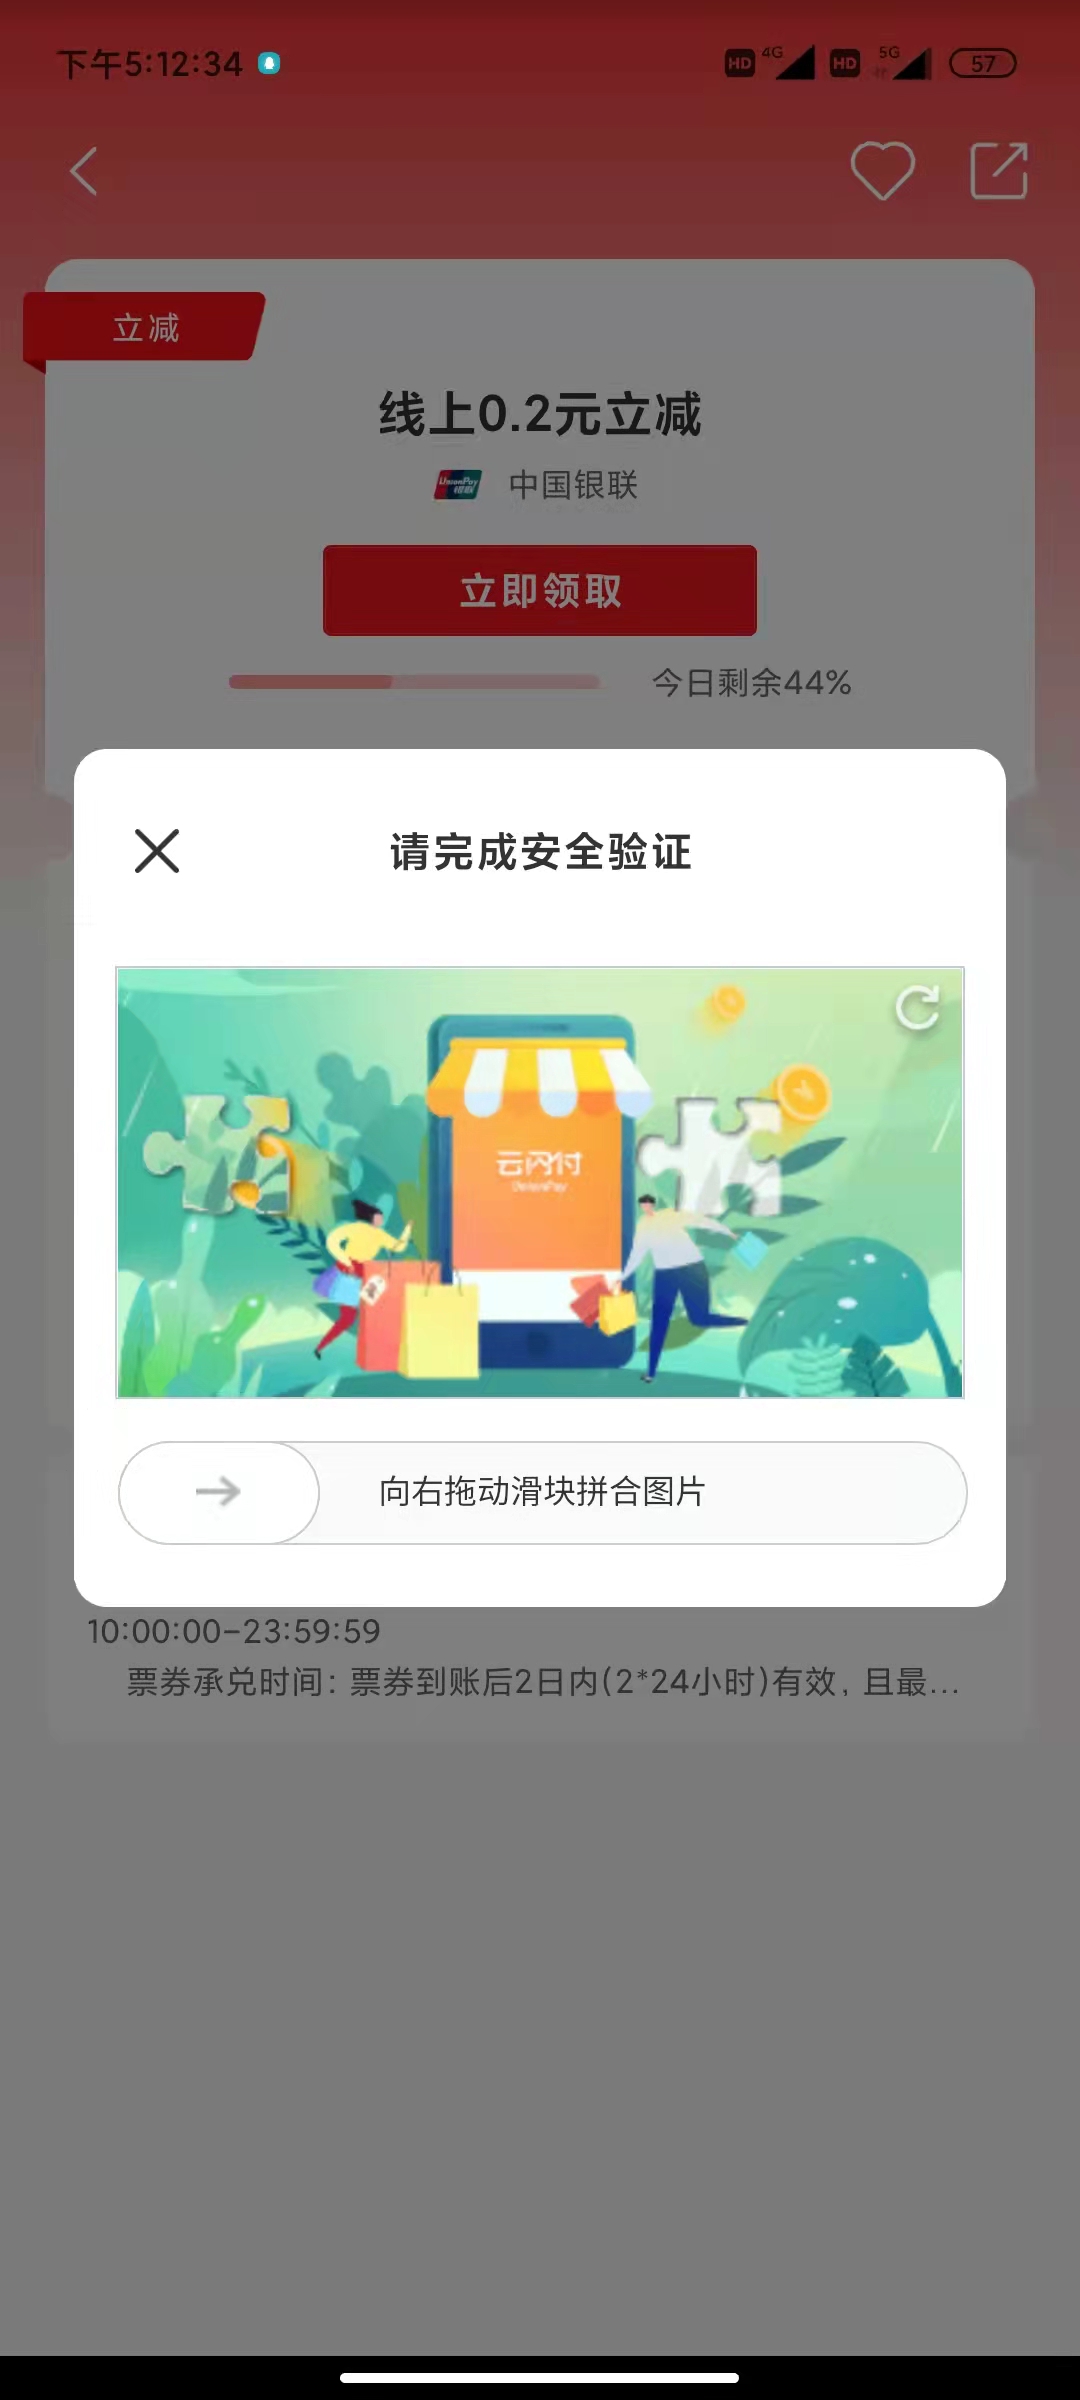 下午5:12:34
HD 4G HD 5G 57
立减
线上0.2元立减
UnionPay 银联 中国银联
立即领取
今日剩余44%
请完成安全验证
云闪付
UnionPay
向右拖动滑块拼合图片
10:00:00-23:59:59
票券承兑时间：票券到账后2日内(2*24小时)有效，且最...